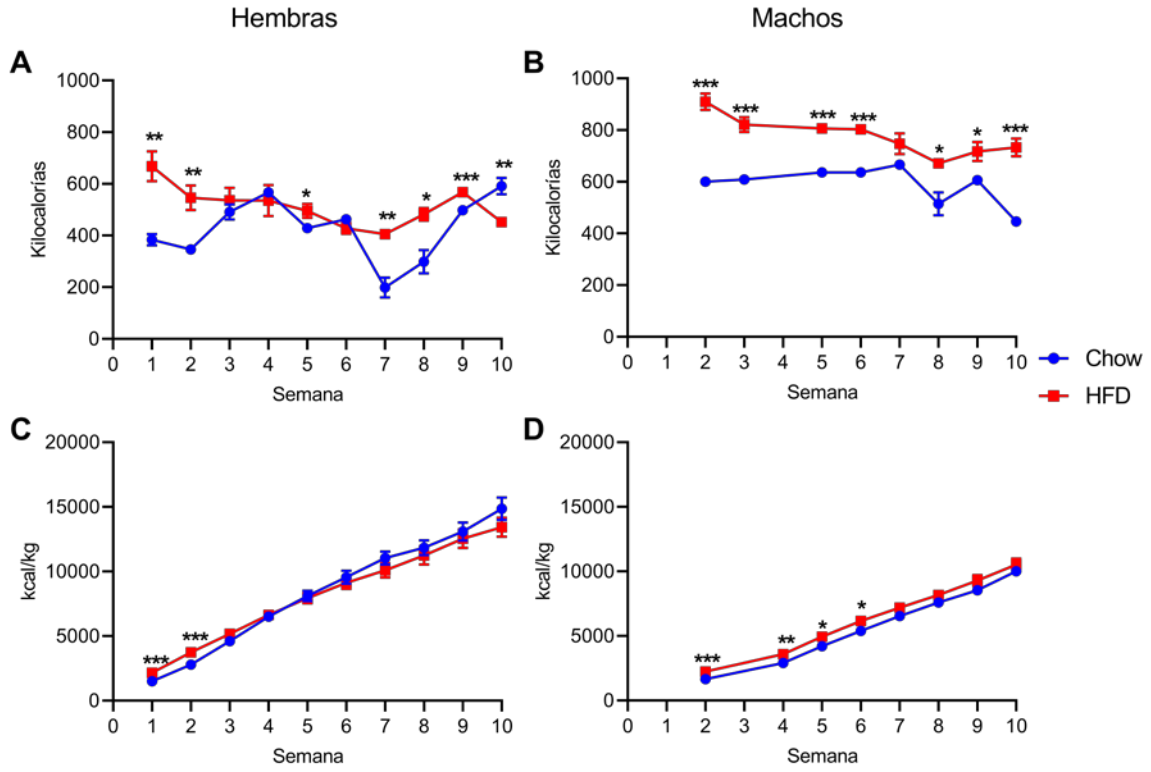 Hembras
Machos
A
1000
800
600
400
200
0
Kilocalorías
** ** * ** * *** **
0 1 2 3 4 5 6 7 8 9 10
Semana
B
1000
800
600
400
200
0
Kilocalorías
*** *** *** *** * * ***
0 1 2 3 4 5 6 7 8 9 10
Semana
Chow
HFD
C
20000
15000
10000
5000
0
kcal/kg
*** ***
0 1 2 3 4 5 6 7 8 9 10
Semana
D
20000
15000
10000
5000
0
kcal/kg
*** ** * *
0 1 2 3 4 5 6 7 8 9 10
Semana